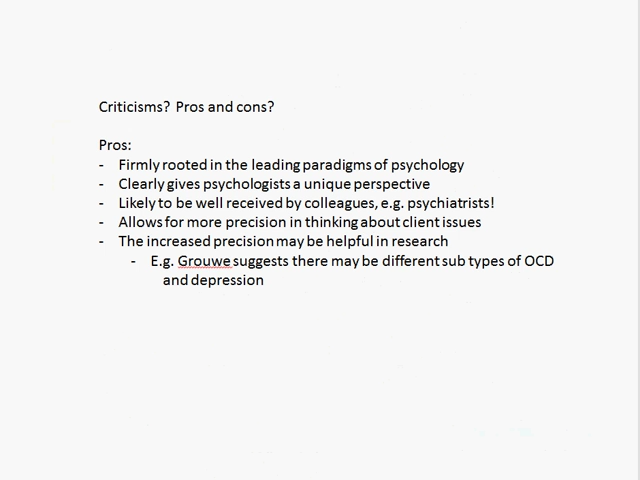 Criticisms? Pros and cons?
Pros:
- Firmly rooted in the leading paradigms of psychology
- Clearly gives psychologists a unique perspective
- Likely to be well received by colleagues, e.g. psychiatrists!
- Allows for more precision in thinking about client issues
- The increased precision may be helpful in research
- E.g. Grouwe suggests there may be different sub types of OCD
and depression